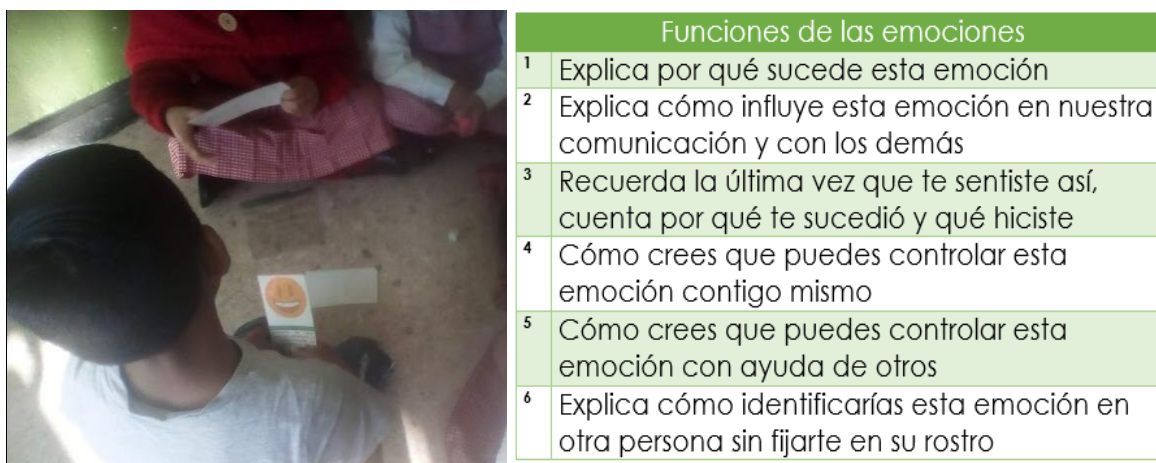 Funciones de las emociones
1 Explica por qué sucede esta emoción
2 Explica cómo influye esta emoción en nuestra
comunicación y con los demás
3 Recuerda la última vez que te sentiste así,
cuenta por qué te sucedió y qué hiciste
4 Cómo crees que puedes controlar esta
emoción contigo mismo
5 Cómo crees que puedes controlar esta
emoción con ayuda de otros
6 Explica cómo identificarías esta emoción en
otra persona sin fijarte en su rostro